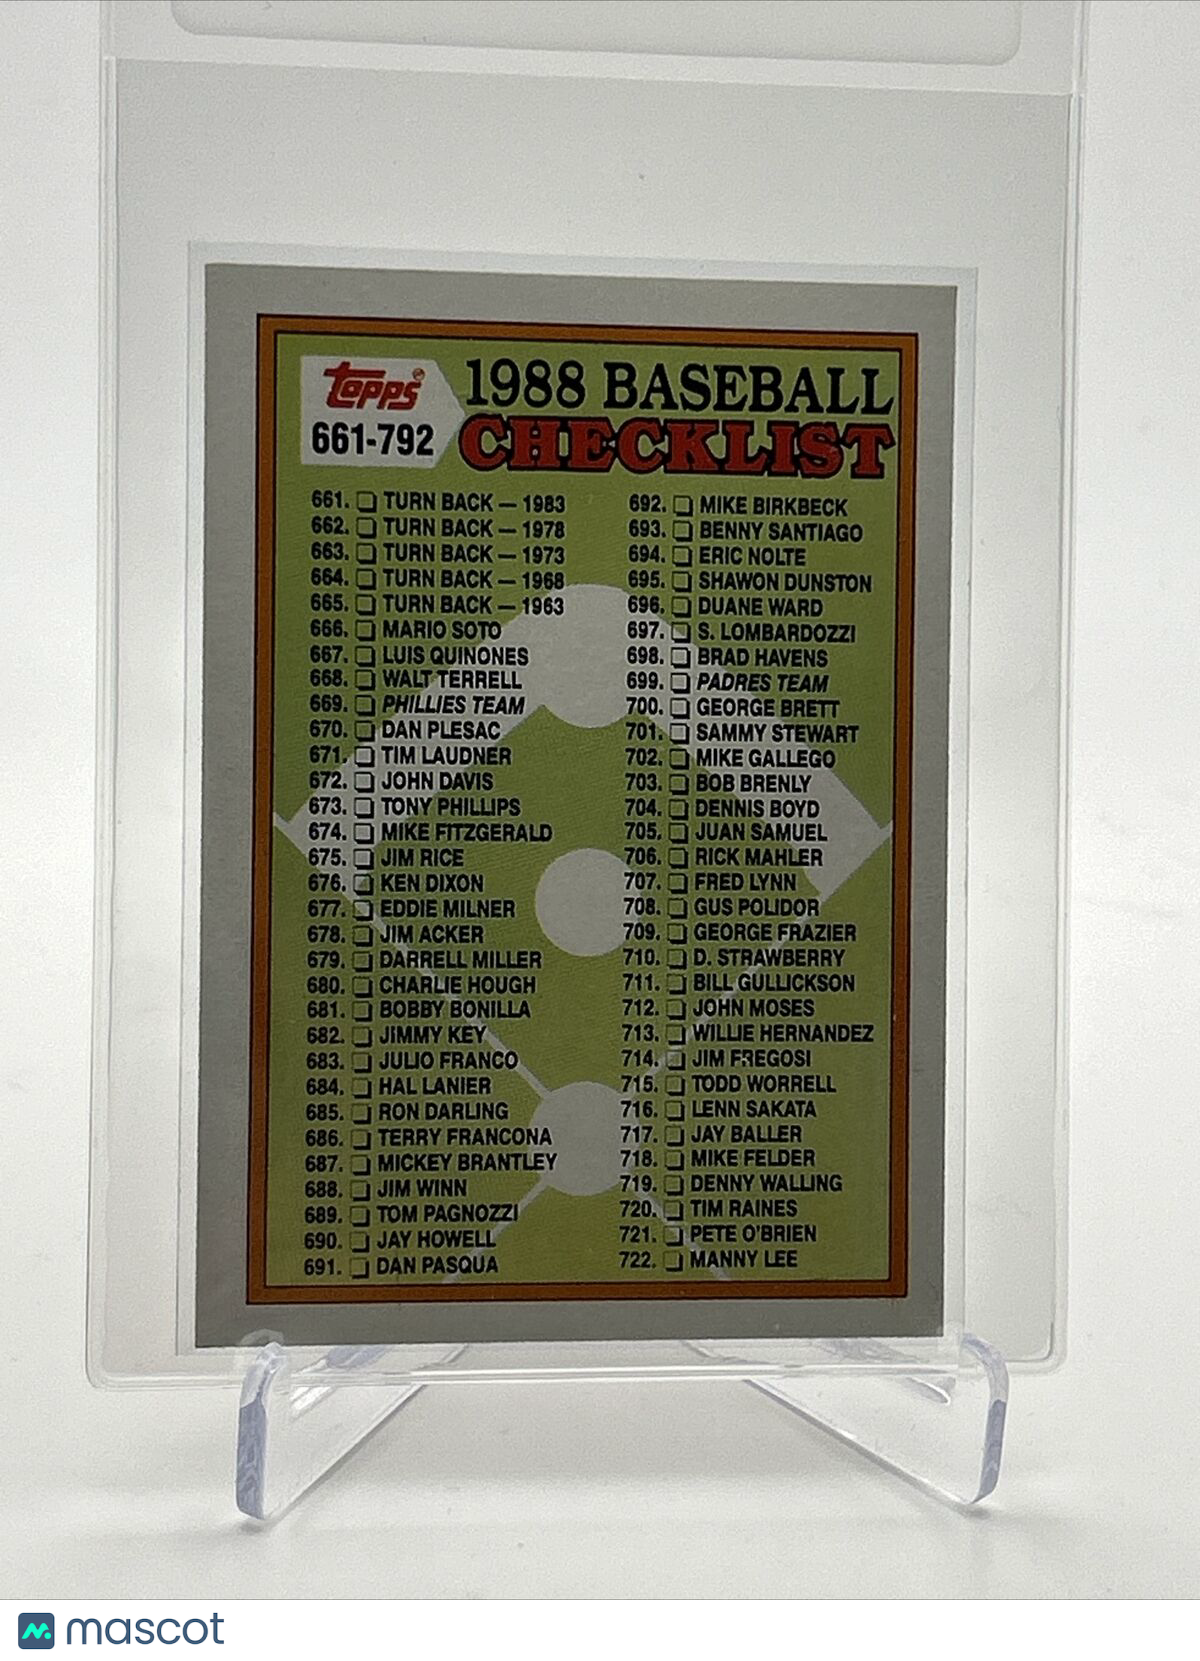 Topps
1988 BASEBALL
661-792
CHECKLIST
661. TURN BACK — 1983
662. TURN BACK — 1978
663. TURN BACK — 1973
664. TURN BACK — 1968
665. TURN BACK — 1963
666. MARIO SOTO
667. LUIS QUINONES
668. WALT TERRELL
669. PHILLIES TEAM
670. DAN PLESAC
671. TIM LAUDNER
672. JOHN DAVIS
673. TONY PHILLIPS
674. MIKE FITZGERALD
675. JIM RICE
676. KEN DIXON
677. EDDIE MILNER
678. JIM ACKER
679. DARRELL MILLER
680. CHARLIE HOUGH
681. BOBBY BONILLA
682. JIMMY KEY
683. JULIO FRANCO
684. HAL LANIER
685. RON DARLING
686. TERRY FRANCONA
687. MICKEY BRANTLEY
688. JIM WINN
689. TOM PAGNOZZI
690. JAY HOWELL
691. DAN PASQUA
692. MIKE BIRKBECK
693. BENNY SANTIAGO
694. ERIC NOLTE
695. SHAWON DUNSTON
696. DUANE WARD
697. S. LOMBARDOZZI
698. BRAD HAVENS
699. PADRES TEAM
700. GEORGE BRETT
701. SAMMY STEWART
702. MIKE GALLEGO
703. BOB BRENLY
704. DENNIS BOYD
705. JUAN SAMUEL
706. RICK MAHLER
707. FRED LYNN
708. GUS POLIDOR
709. GEORGE FRAZIER
710. D. STRAWBERRY
711. BILL GULLICKSON
712. JOHN MOSES
713. WILLIE HERNANDEZ
714. JIM FREGOSI
715. TODD WORRELL
716. LENN SAKATA
717. JAY BALLER
718. MIKE FELDER
719. DENNY WALLING
720. TIM RAINES
721. PETE O'BRIEN
722. MANNY LEE
mascot